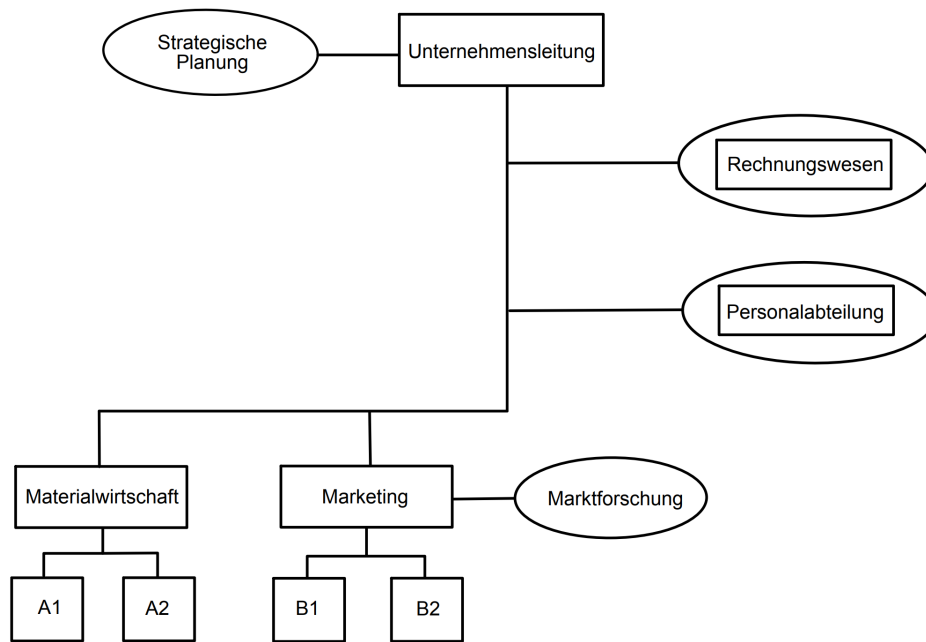 Strategische
Planung
Unternehmensleitung
Rechnungswesen
Personalabteilung
Materialwirtschaft
Marketing
Marktforschung
A1
A2
B1
B2